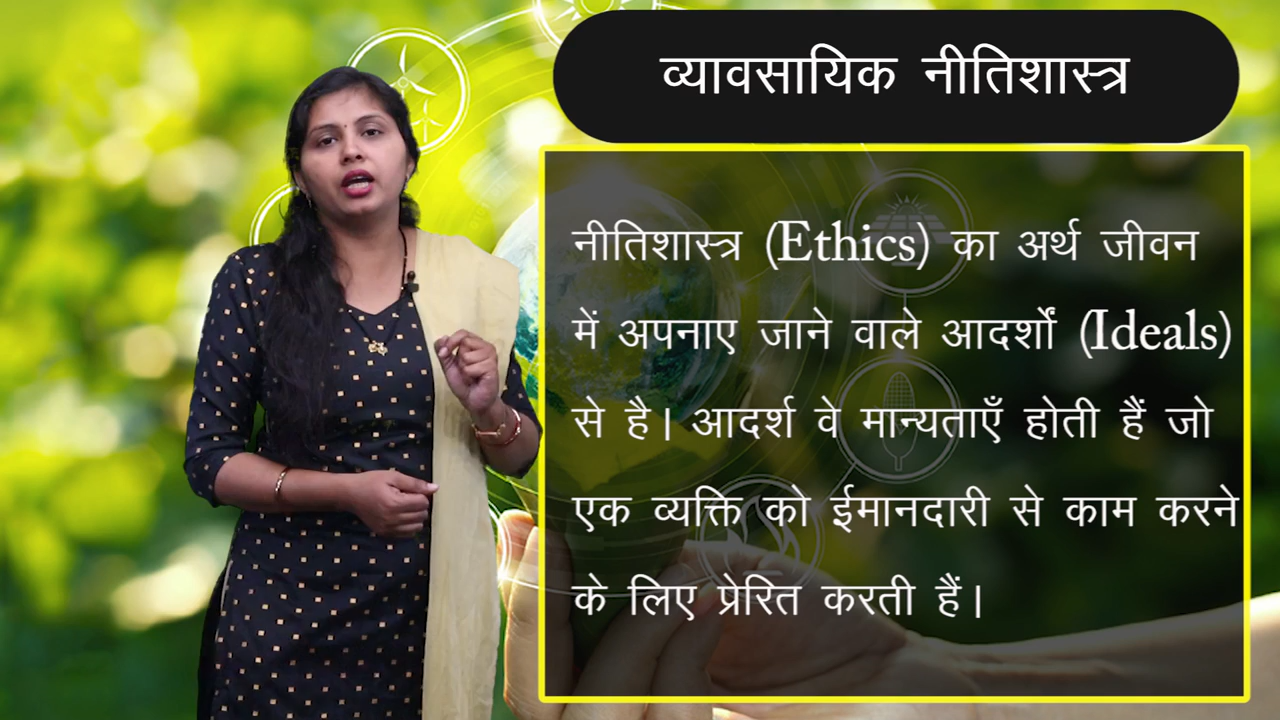 व्यावसायिक नीतिशास्त्र
नीतिशास्त्र (Ethics) का अर्थ जीवन
में अपनाए जाने वाले आदर्शों (Ideals)
से है। आदर्श वे मान्यताएँ होती हैं जो
एक व्यक्ति को ईमानदारी से काम करने
के लिए प्रेरित करती हैं।